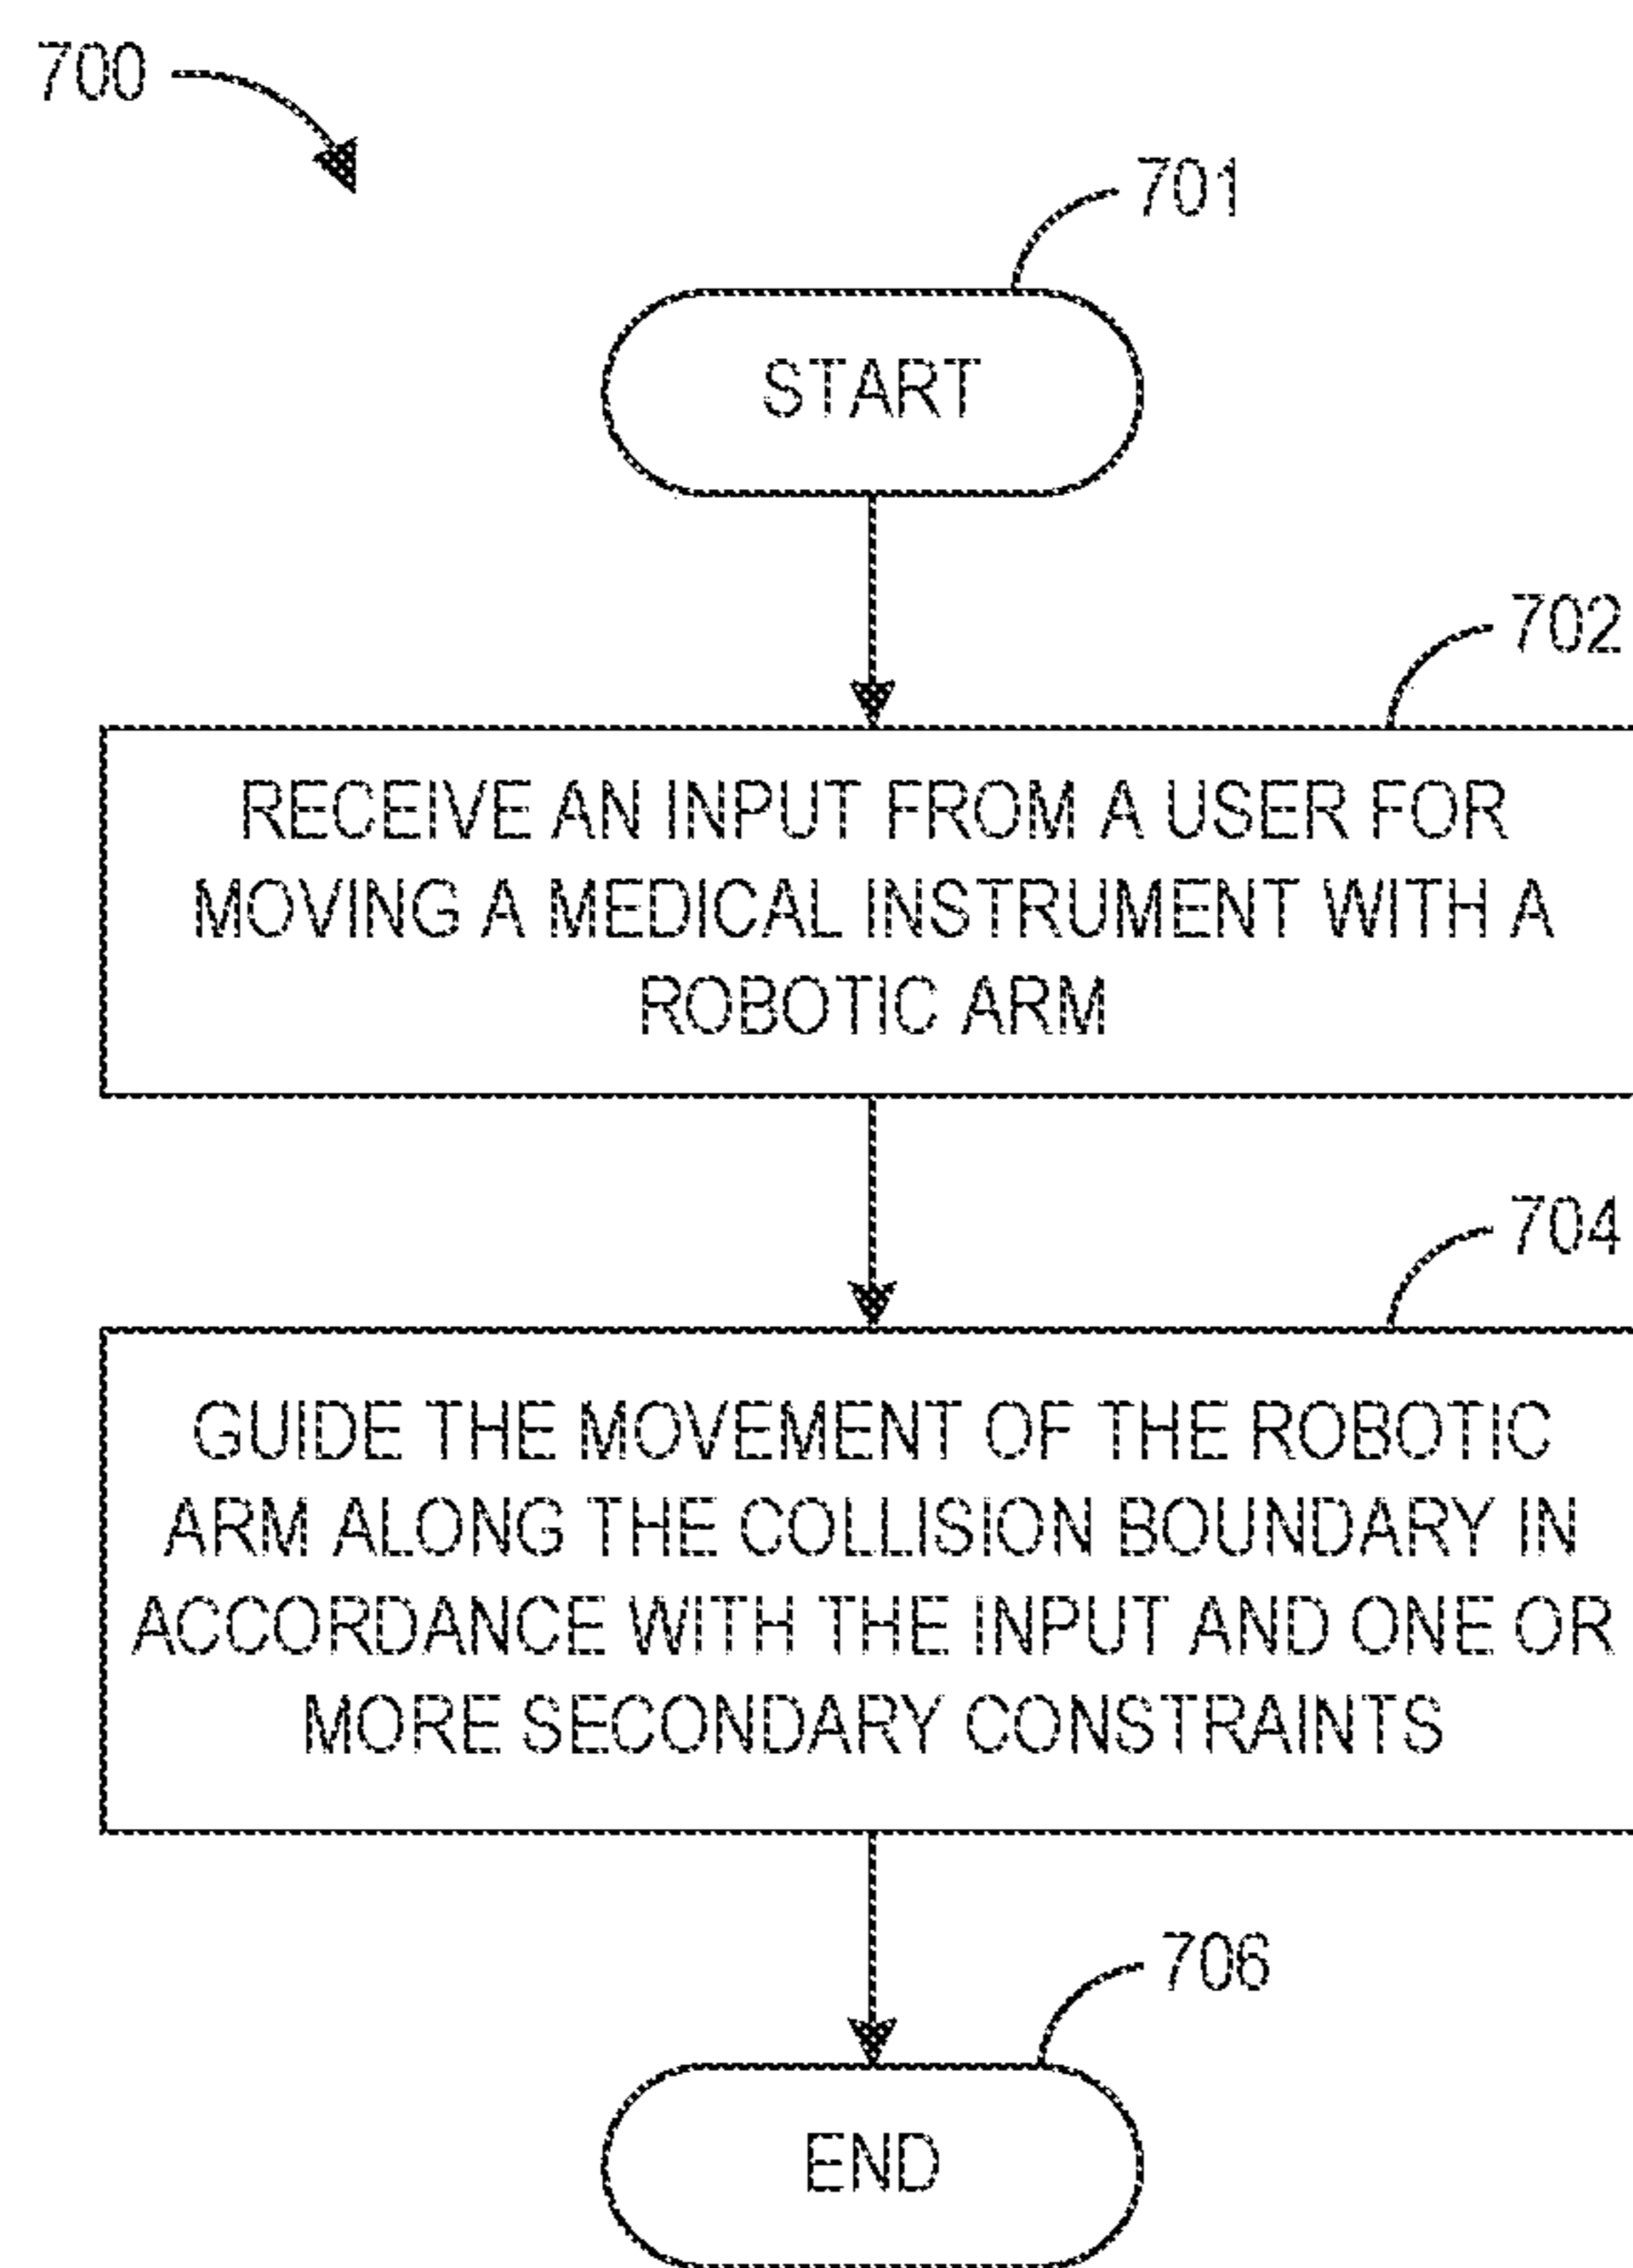 700
701
START
702
RECEIVE AN INPUT FROM A USER FOR
MOVING A MEDICAL INSTRUMENT WITH A
ROBOTIC ARM
704
GUIDE THE MOVEMENT OF THE ROBOTIC
ARM ALONG THE COLLISION BOUNDARY IN
ACCORDANCE WITH THE INPUT AND ONE OR
MORE SECONDARY CONSTRAINTS
706
END